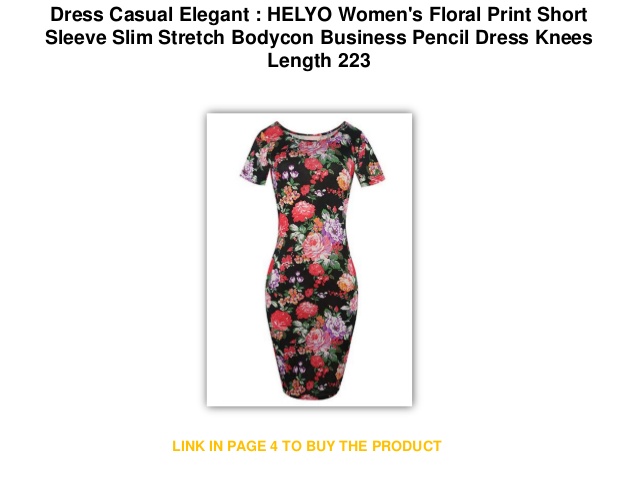 Dress Casual Elegant : HELYO Women's Floral Print Short
Sleeve Slim Stretch Bodycon Business Pencil Dress Knees
Length 223
LINK IN PAGE 4 TO BUY THE PRODUCT